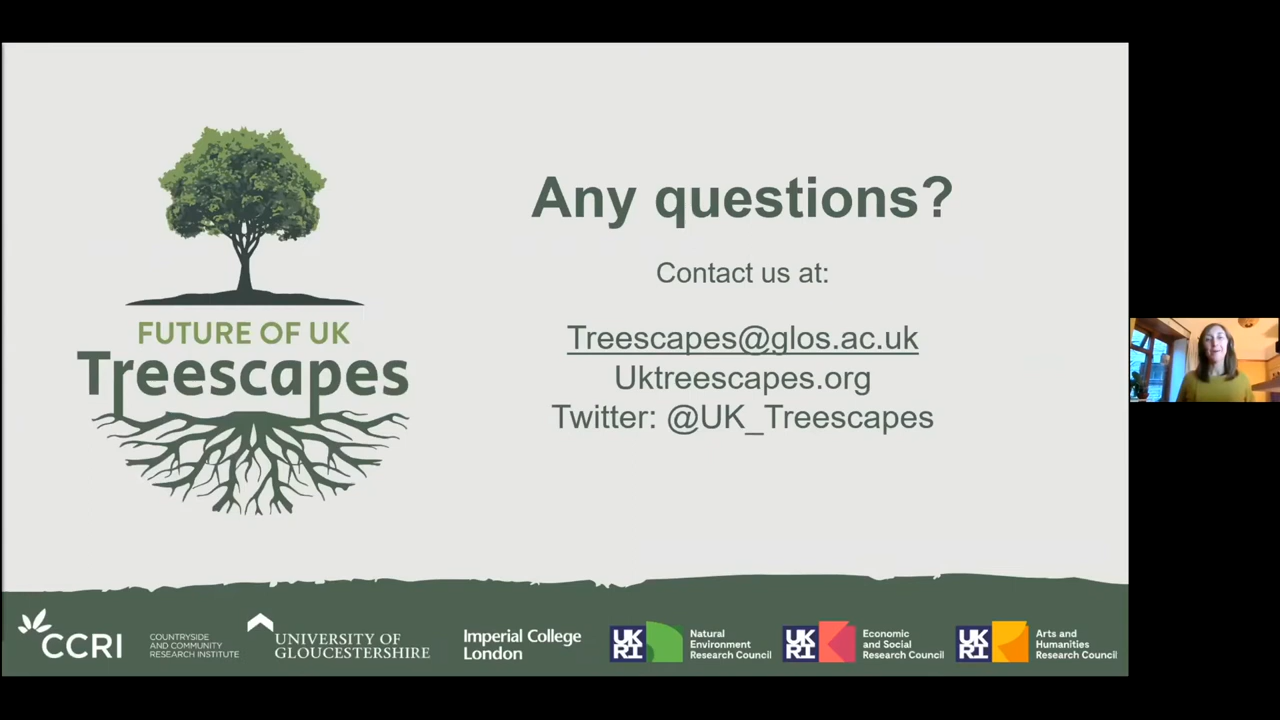 Any questions?
Contact us at:
Treescapes@glos.ac.uk
Uktreescapes.org
Twitter: @UK_Treescapes
FUTURE OF UK
Treescapes
CCRI
COUNTRYSIDE
AND COMMUNITY
RESEARCH INSTITUTE
UNIVERSITY OF
GLOUCESTERSHIRE
Imperial College
London
UK
RI
Natural
Environment
Research Council
UK
RI
Economic
and Social
Research Council
UK
RI
Arts and
Humanities
Research Council